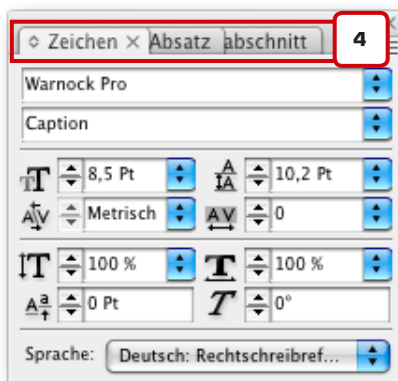 Zeichen Absatz abschnitt 4
Warnock Pro
Caption
8,5 Pt 10,2 Pt
Metrisch 0
100 % 100 %
0 Pt 0°
Sprache: Deutsch: Rechtschreibref...